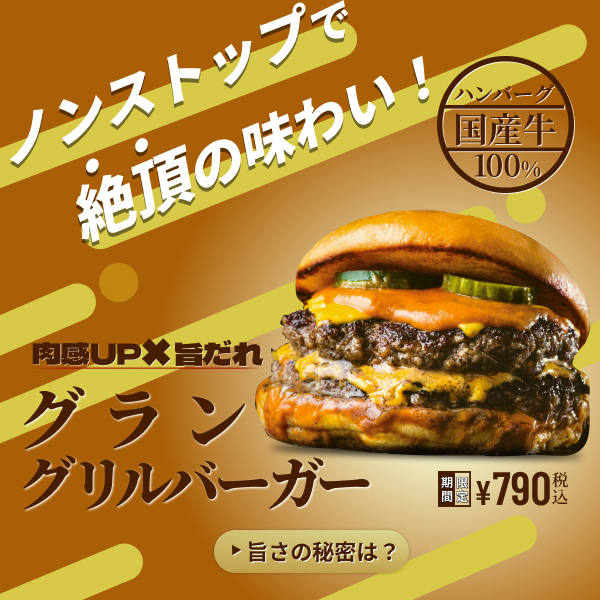 ノンストップで
絶頂の味わい！
ハンバーグ
国産牛
100%
肉感UP×旨だれ
グラン
グリルバーガー
期間限定 ¥790税込
▶旨さの秘密は？